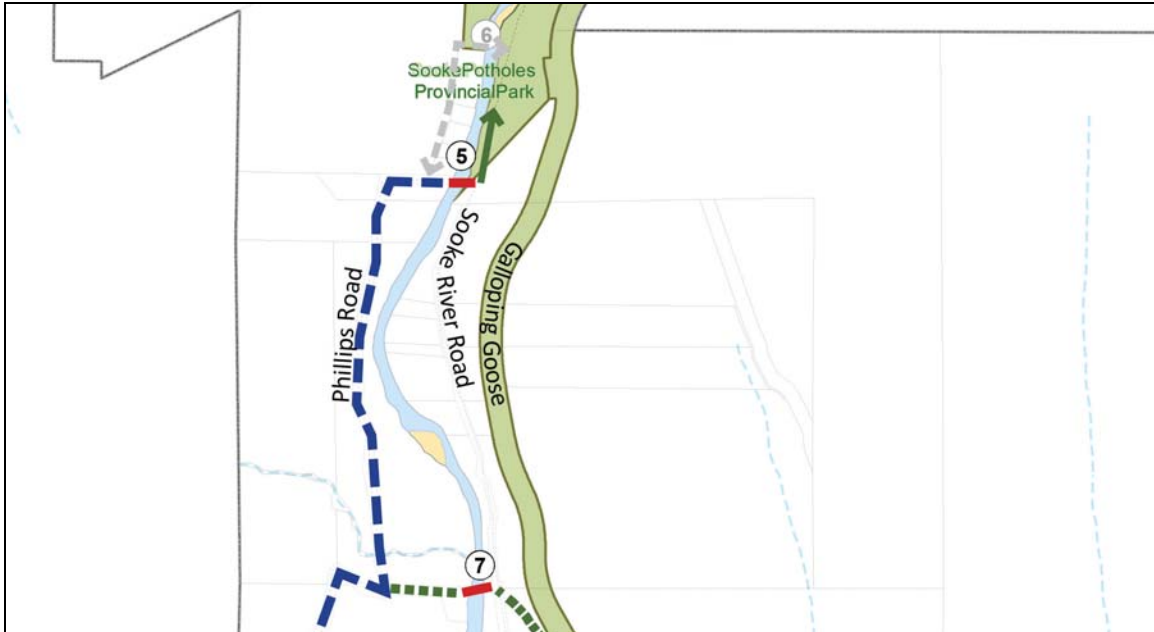 6
SookePotholes
ProvincialPark
5
Sooke River Road
Galloping Goose
Phillips Road
7